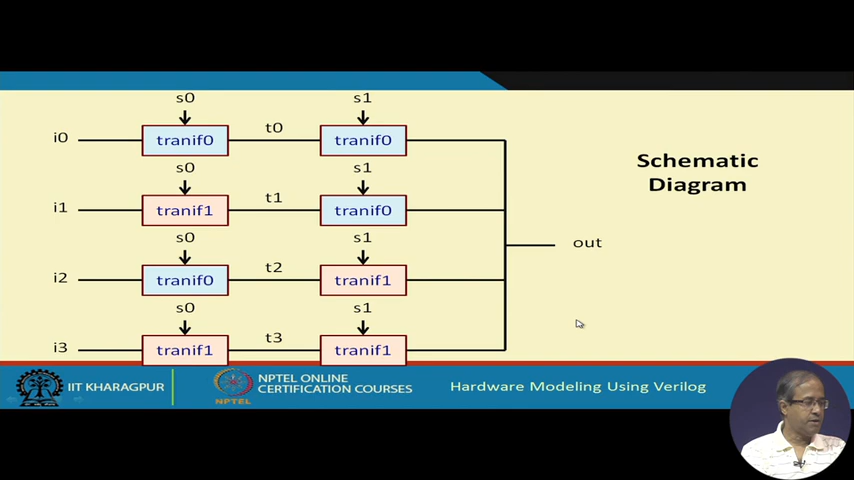 s0 s1
i0 tranif0 t0 tranif0
s0 s1
i1 tranif1 t1 tranif0
s0 s1
i2 tranif0 t2 tranif1
s0 s1
i3 tranif1 t3 tranif1
out
Schematic
Diagram
IIT KHARAGPUR
NPTEL
NPTEL ONLINE
CERTIFICATION COURSES
Hardware Modeling Using Verilog